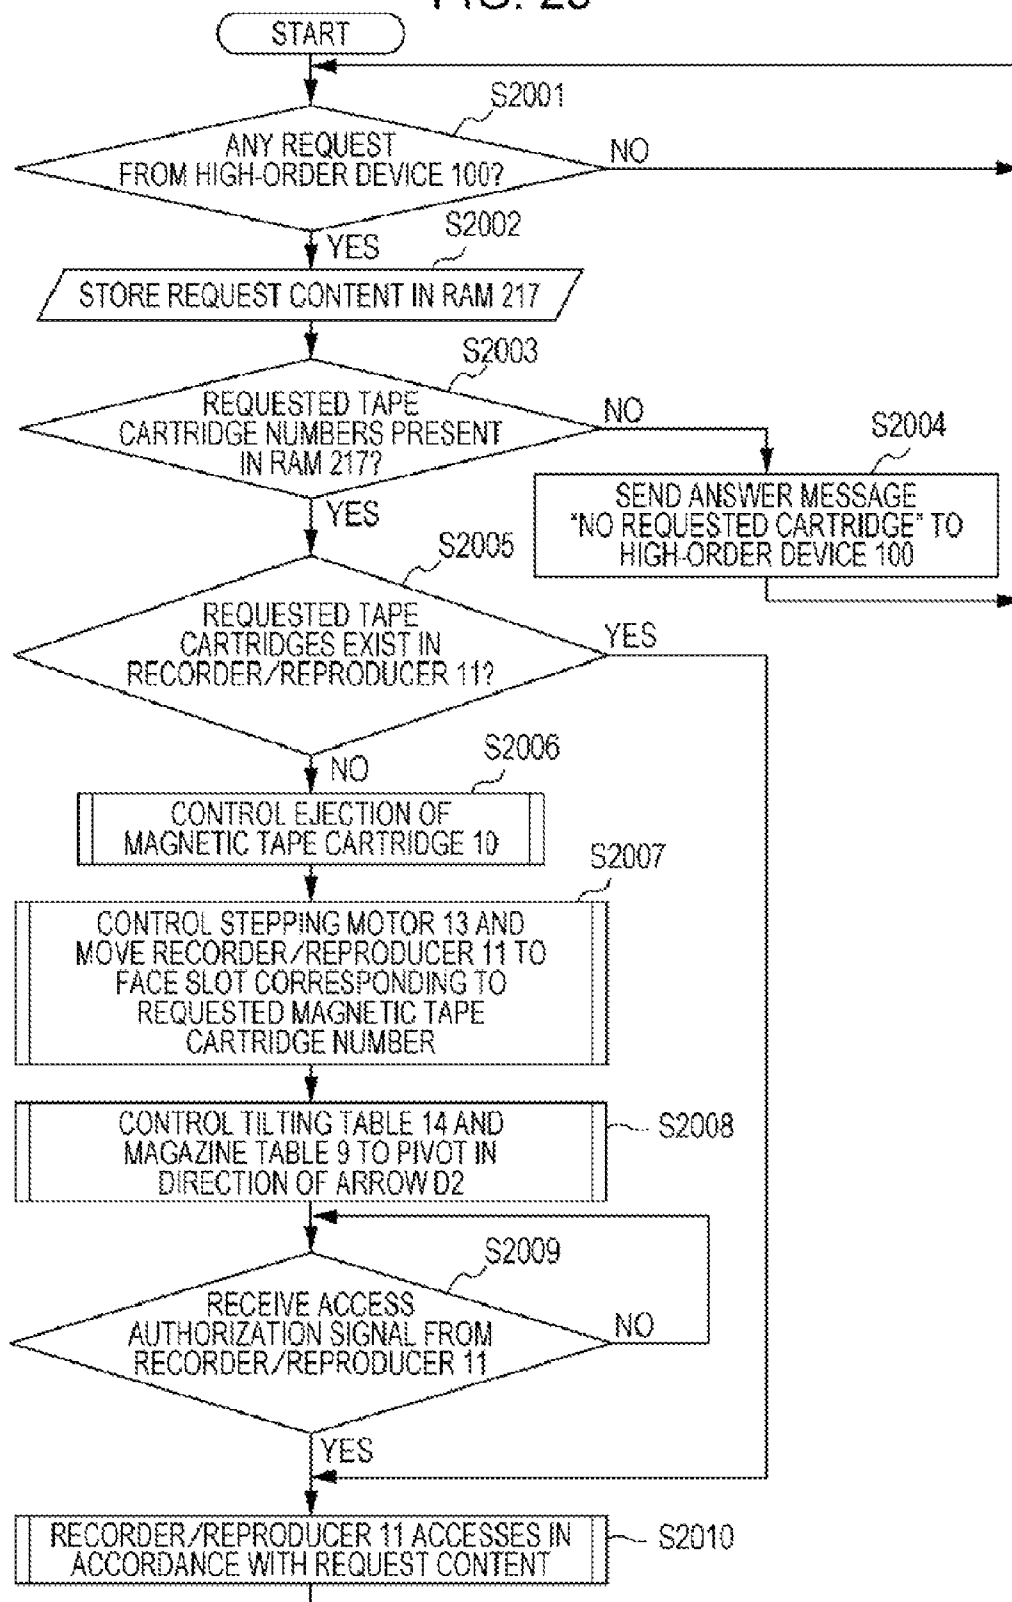 START
S2001
ANY REQUEST
FROM HIGH-ORDER DEVICE 100?
NO
YES
S2002
STORE REQUEST CONTENT IN RAM 217
S2003
REQUESTED TAPE
CARTRIDGE NUMBERS PRESENT
IN RAM 217?
NO
YES
S2004
SEND ANSWER MESSAGE
"NO REQUESTED CARTRIDGE" TO
HIGH-ORDER DEVICE 100
S2005
REQUESTED TAPE
CARTRIDGES EXIST IN
RECORDER/REPRODUCER 11?
YES
NO
S2006
CONTROL EJECTION OF
MAGNETIC TAPE CARTRIDGE 10
S2007
CONTROL STEPPING MOTOR 13 AND
MOVE RECORDER/REPRODUCER 11 TO
FACE SLOT CORRESPONDING TO
REQUESTED MAGNETIC TAPE
CARTRIDGE NUMBER
CONTROL TILTING TABLE 14 AND
MAGAZINE TABLE 9 TO PIVOT IN
DIRECTION OF ARROW D2
S2008
S2009
RECEIVE ACCESS
AUTHORIZATION SIGNAL FROM
RECORDER/REPRODUCER 11
NO
YES
RECORDER/REPRODUCER 11 ACCESSES IN
ACCORDANCE WITH REQUEST CONTENT
S2010